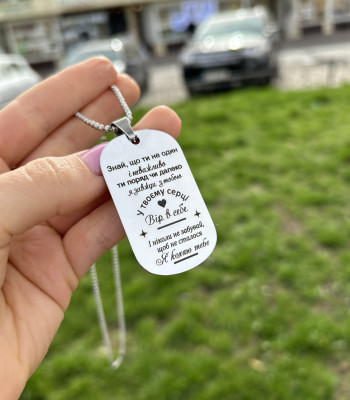 Знай, що ти не один
і неважливо
ти поряд чи далеко
я завжди з тобою
у твоєму серці
Вір в себе
І ніколи не забувай,
щоб не сталося
Я кохаю тебе